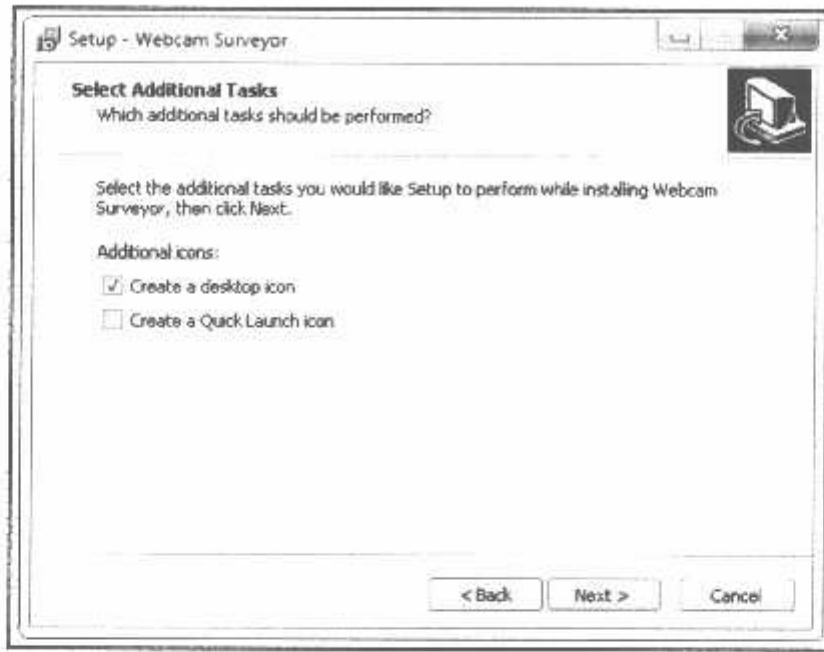 Setup - Webcam Surveyor
Select Additional Tasks
Which additional tasks should be performed?
Select the additional tasks you would like Setup to perform while installing Webcam
Surveyor, then click Next.
Additional icons:
Create a desktop icon
Create a Quick Launch icon
< Back
Next >
Cancel